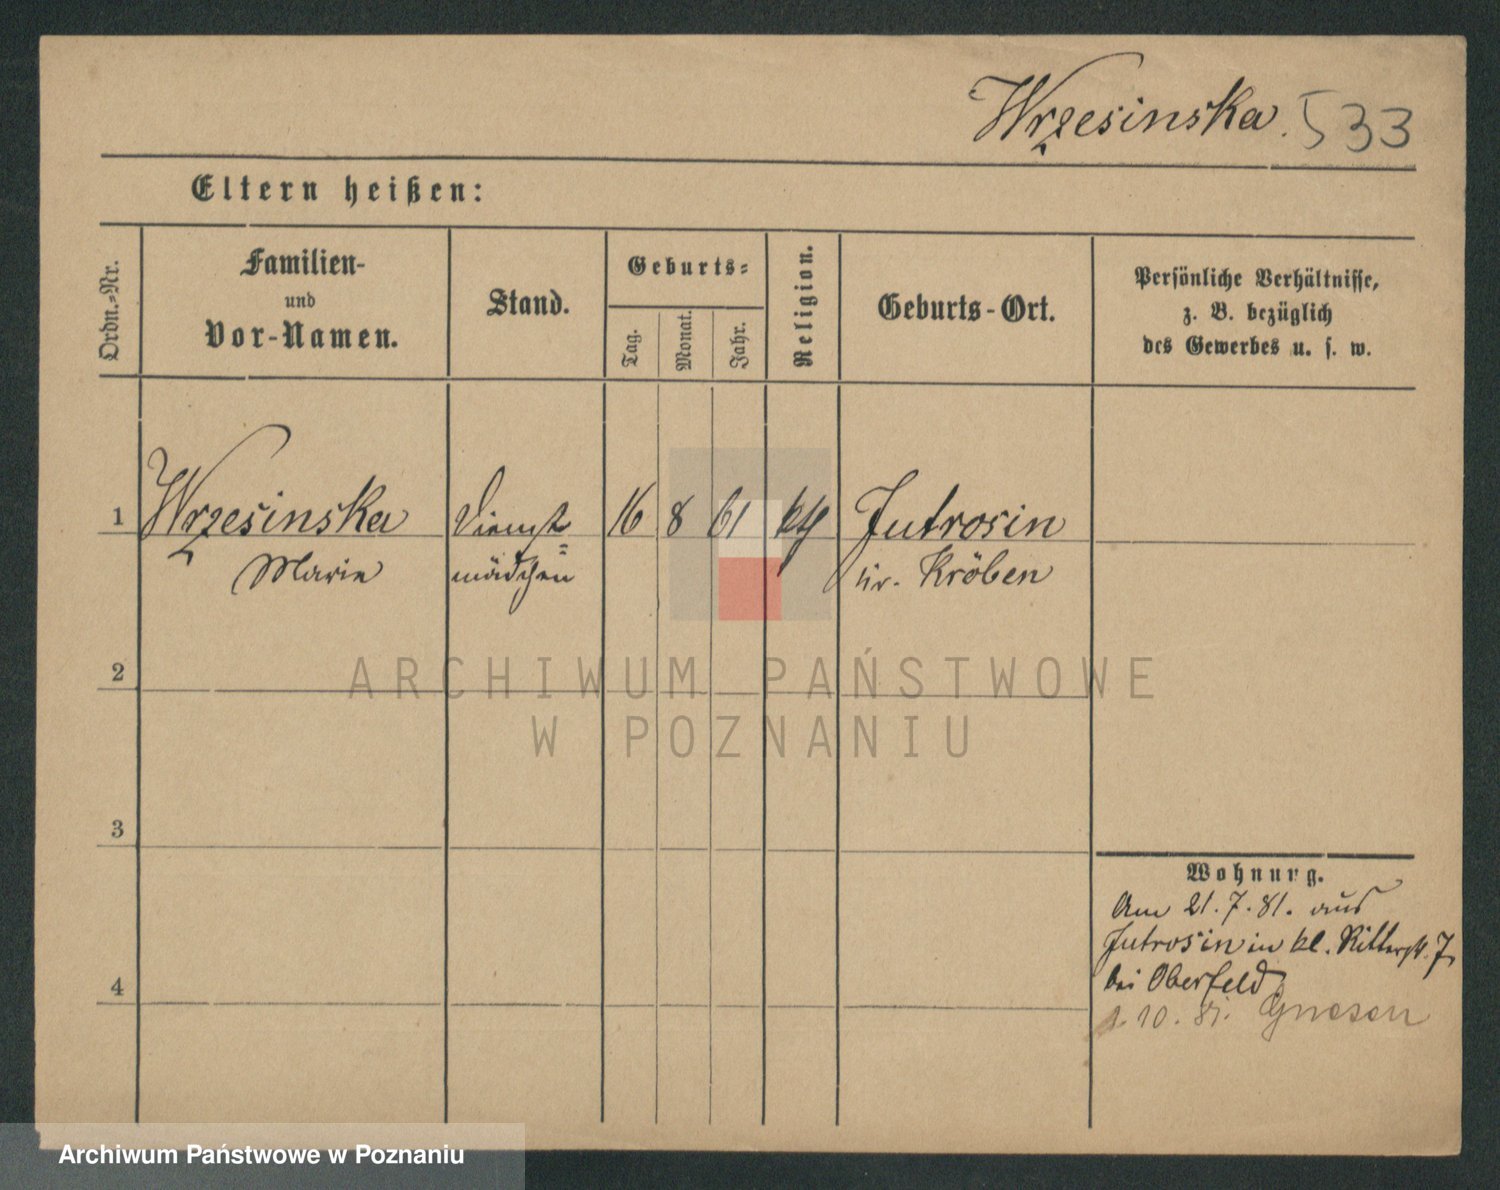 Wrzesinska. 533
Eltern heißen:
Ordn.-Nr.
Familien-
und
Vor-Namen.
Stand.
Geburts-
Tag.
Monat.
Jahr.
Religion.
Geburts-Ort.
Persönliche Verhältnisse,
z. B. bezüglich
des Gewerbes u. s. w.
1 Wrzesinska Dienst= 16 8 61 kth Jutrosin
Marie mädchen kr. Kröben
2
ARCHIWUM PAŃSTWOWE
W POZNANIU
3
Wohnung.
Am 21.7.81. aus
Jutrosin in kl. Ritterstr. 7
bei Oberfeld
4
1.10.81. Gnesen
Archiwum Państwowe w Poznaniu